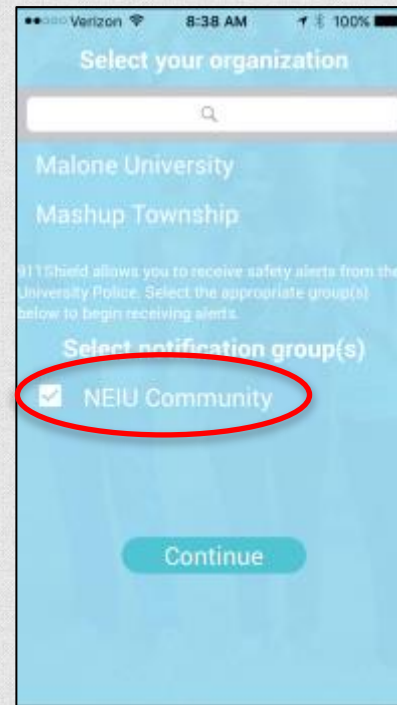 Verizon 8:38 AM 100%
Select your organization
Malone University
Mashup Township
911Shield allows you to receive safety alerts from the
University Police. Select the appropriate group(s)
below to begin receiving alerts.
Select notification group(s)
NEIU Community
Continue